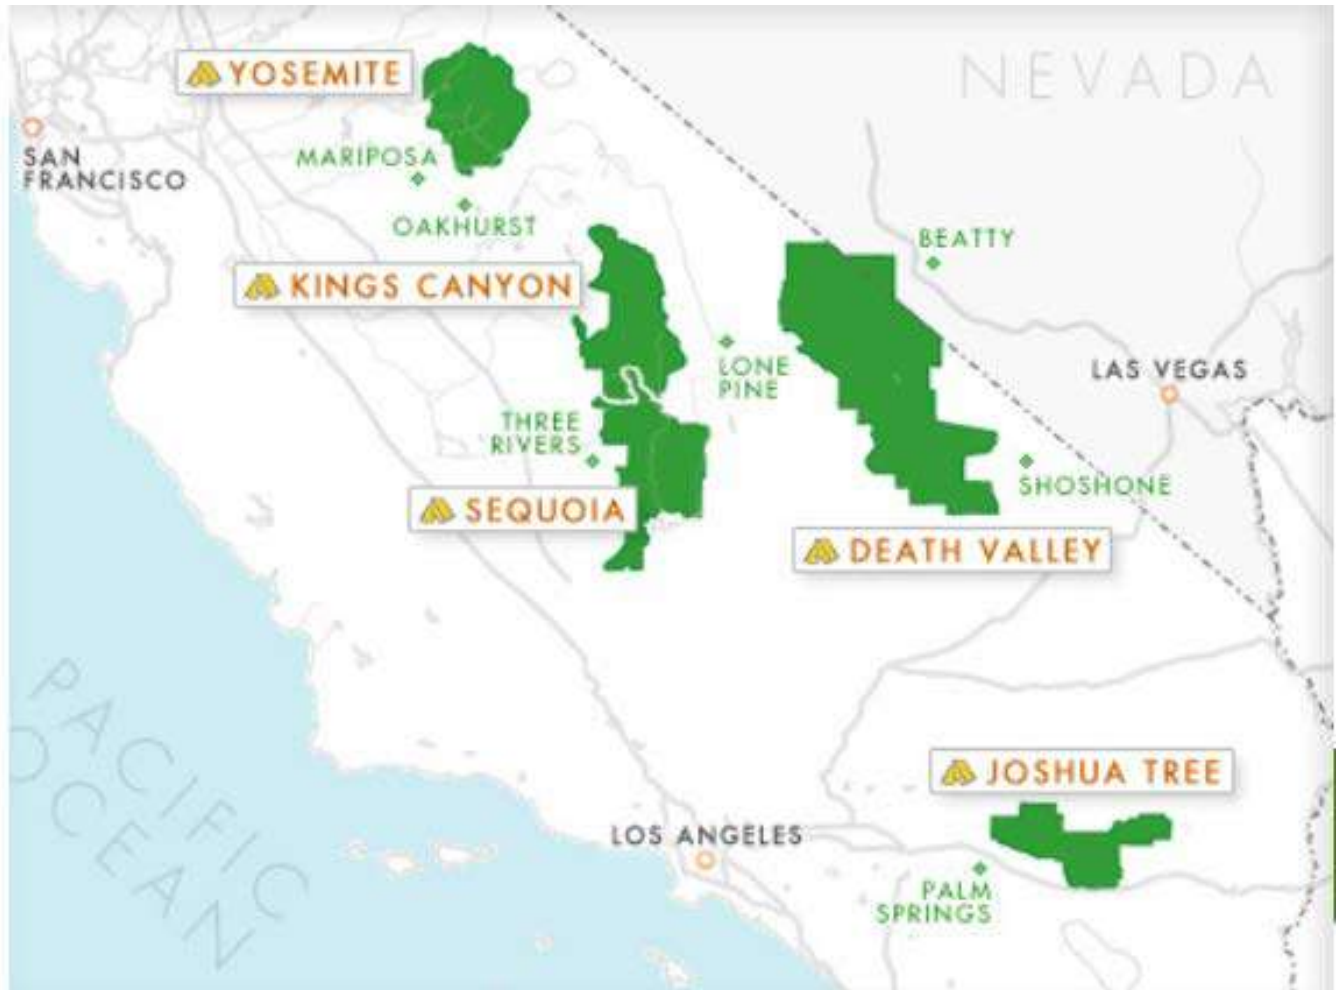 NEVADA
YOSEMITE
SAN
FRANCISCO
MARIPOSA
OAKHURST
BEATTY
KINGS CANYON
LONE
PINE
LAS VEGAS
THREE
RIVERS
SHOSHONE
SEQUOIA
DEATH VALLEY
PACIFIC
OCEAN
JOSHUA TREE
LOS ANGELES
PALM
SPRINGS